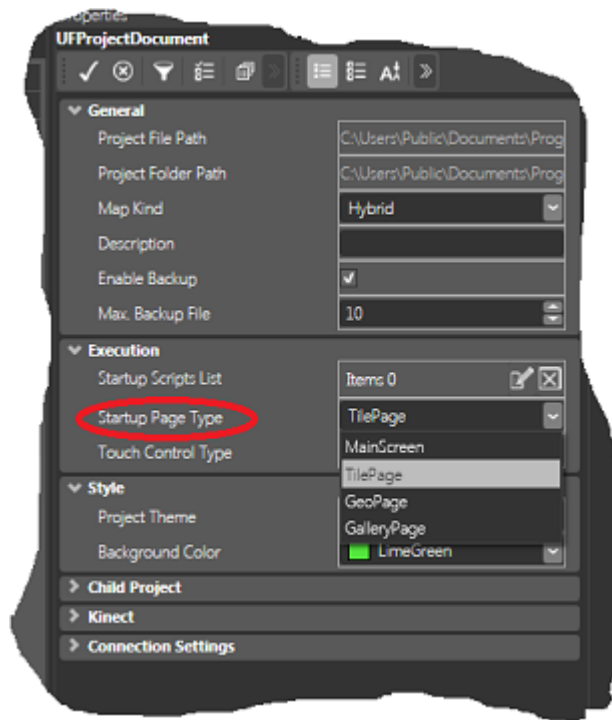 Properties
UFProjectDocument
General
Project File Path C:\Users\Public\Documents\Prog
Project Folder Path C:\Users\Public\Documents\Prog
Map Kind Hybrid
Description
Enable Backup
Max. Backup File 10
Execution
Startup Scripts List Items 0
Startup Page Type TilePage
MainScreen
Touch Control Type
TilePage
Style
GeoPage
Project Theme
GalleryPage
Background Color LimeGreen
Child Project
Kinect
Connection Settings